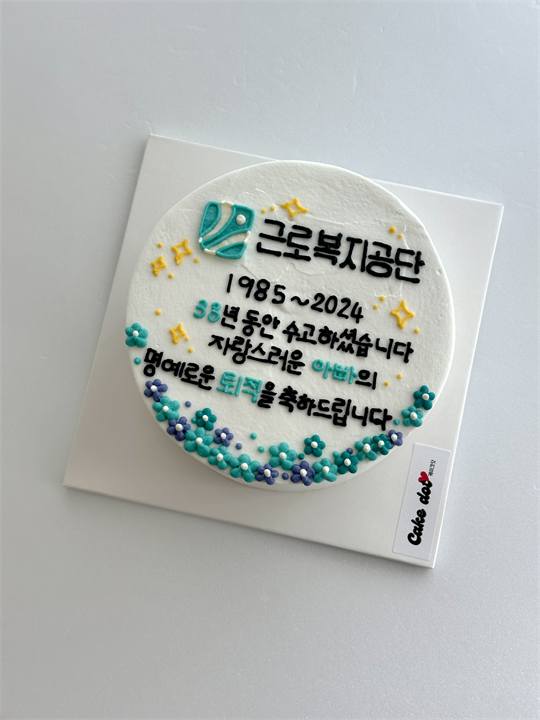 근로복지공단
1985~2024
38년 동안 수고하셨습니다
자랑스러운 아빠의
명예로운 퇴직을 축하드립니다
Cake dot